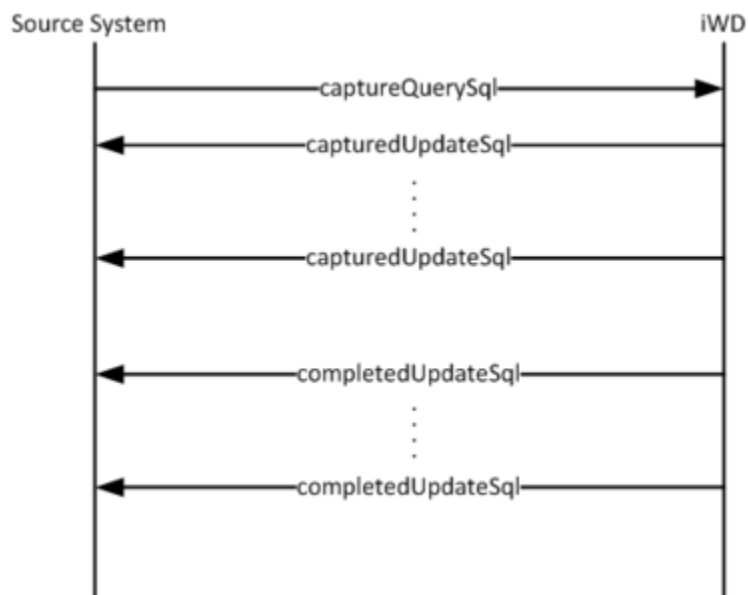 Source System
iWD
captureQuerySql
capturedUpdateSql
capturedUpdateSql
completedUpdateSql
completedUpdateSql